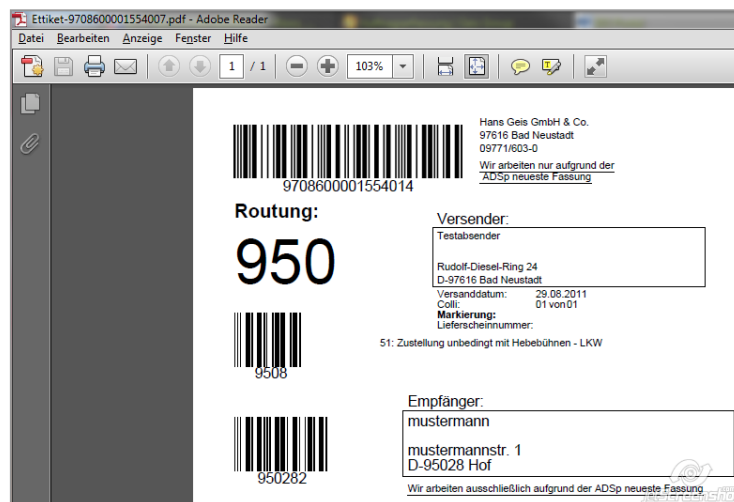 Ettiket-9708600001554007.pdf - Adobe Reader
Datei Bearbeiten Anzeige Fenster Hilfe
1 / 1 103%
Hans Geis GmbH & Co.
97616 Bad Neustadt
09771/603-0
Wir arbeiten nur aufgrund der
ADSp neueste Fassung
9708600001554014
Routung:
950
Versender:
Testabsender
Rudolf-Diesel-Ring 24
D-97616 Bad Neustadt
Versanddatum: 29.08.2011
Colli: 01 von01
Markierung:
Lieferscheinnummer:
51: Zustellung unbedingt mit Hebebühnen - LKW
9508
Empfänger:
mustermann
mustermannstr. 1
D-95028 Hof
950282
Wir arbeiten ausschließlich aufgrund der ADSp neueste Fassung